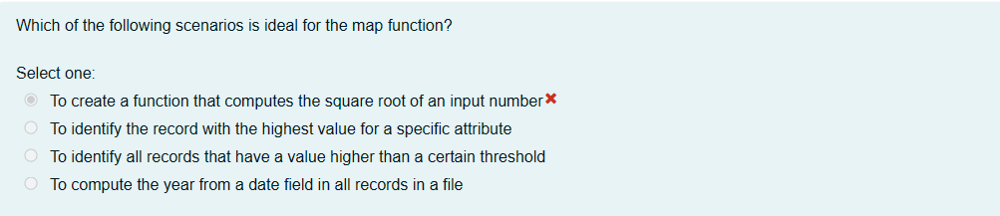 Which of the following scenarios is ideal for the map function?
Select one:
To create a function that computes the square root of an input number
To identify the record with the highest value for a specific attribute
To identify all records that have a value higher than a certain threshold
To compute the year from a date field in all records in a file